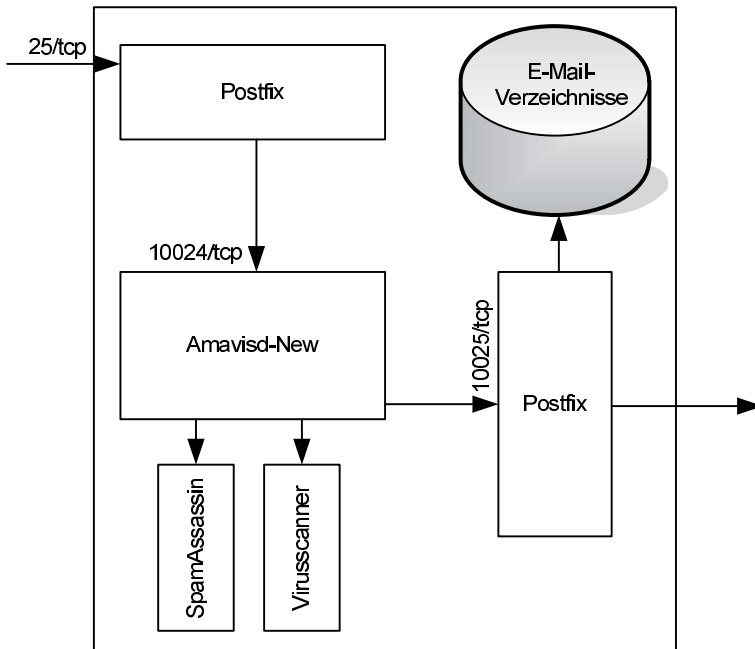 25/tcp
Postfix
E-Mail-
Verzeichnisse
10024/tcp
Amavisd-New
10025/tcp
Postfix
SpamAssassin
Virusscanner